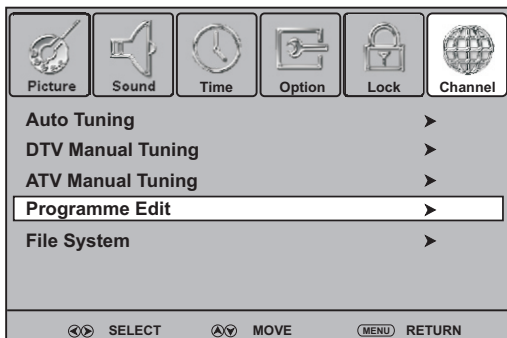 Picture Sound Time Option Lock Channel
Auto Tuning
DTV Manual Tuning
ATV Manual Tuning
Programme Edit
File System
SELECT MOVE MENU RETURN